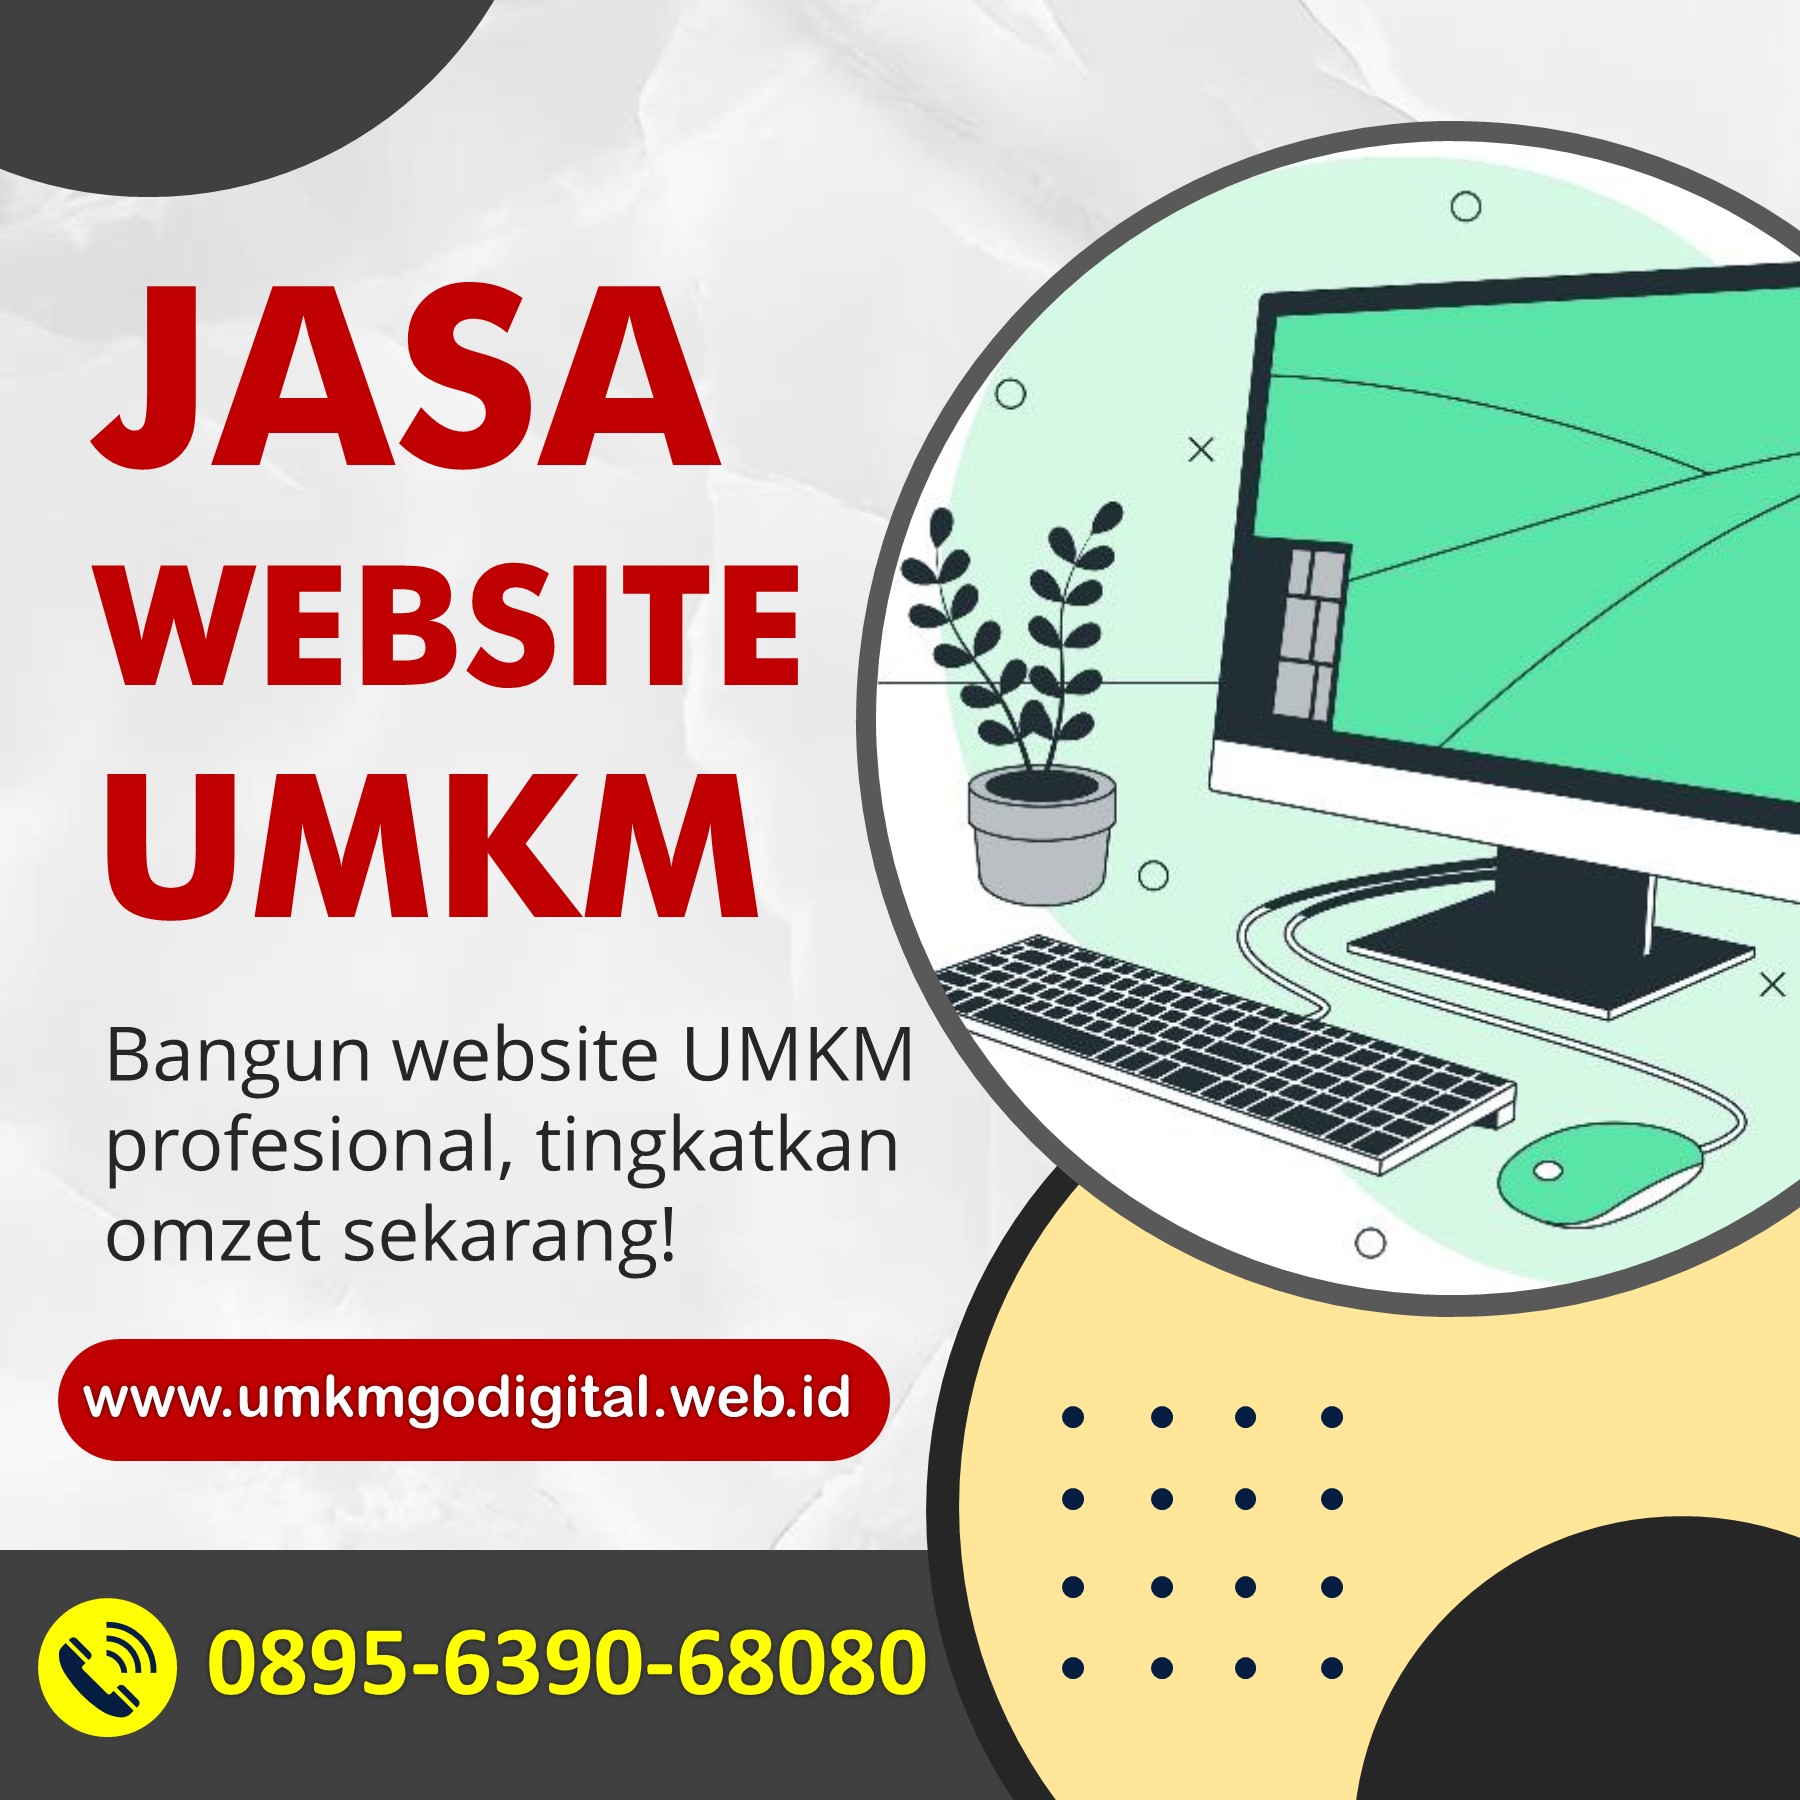 JASA
WEBSITE
UMKM
Bangun website UMKM
profesional, tingkatkan
omzet sekarang!
www.umkmgodigital.web.id
0895-6390-68080